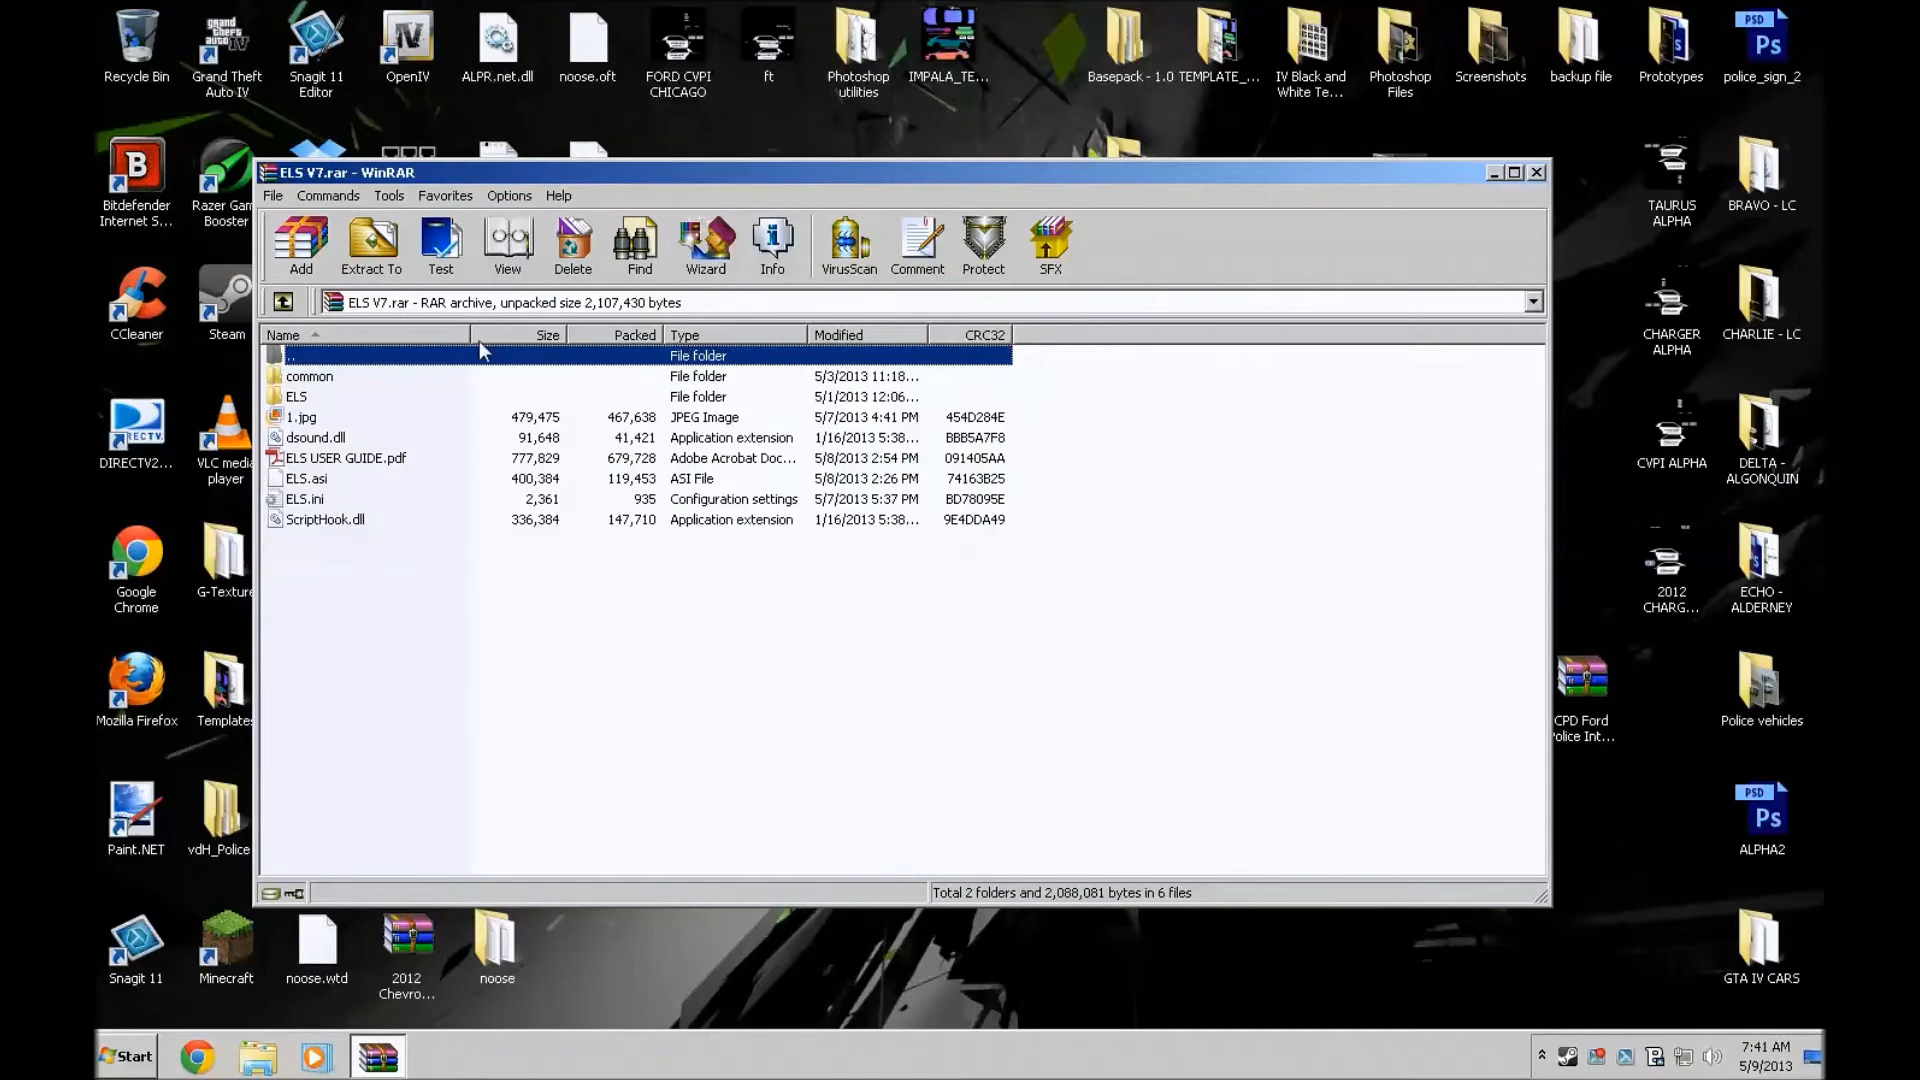 Recycle Bin
Grand Theft
Auto IV
Snagit 11
Editor
OpenIV
ALPR.net.dll
noose.oft
FORD CVPI
CHICAGO
ft
Photoshop
utilities
IMPALA_TE...
Basepack - 1.0
TEMPLATE_...
IV Black and
White Te...
Photoshop
Files
Screenshots
backup file
Prototypes
PSD
Ps
police_sign_2
Bitdefender
Internet S...
Razer Gam
Booster
TAURUS
ALPHA
BRAVO - LC
CCleaner
Steam
CHARGER
ALPHA
CHARLIE - LC
DIRECTV
DIRECTV2...
VLC media
player
CVPI ALPHA
DELTA -
ALGONQUIN
Google
Chrome
G-Texture
2012
CHARG...
ECHO -
ALDERNEY
Mozilla Firefox
Templates
CPD Ford
Police Int...
Police vehicles
Paint.NET
vdH_Police
PSD
Ps
ALPHA2
Snagit 11
Minecraft
noose.wtd
2012
Chevro...
noose
GTA IV CARS
ELS V7.rar - WinRAR
File Commands Tools Favorites Options Help
Add Extract To Test View Delete Find Wizard Info VirusScan Comment Protect SFX
ELS V7.rar - RAR archive, unpacked size 2,107,430 bytes
Name Size Packed Type Modified CRC32
.. File folder
common File folder 5/3/2013 11:18...
ELS File folder 5/1/2013 12:06...
1.jpg 479,475 467,638 JPEG Image 5/7/2013 4:41 PM 454D284E
dsound.dll 91,648 41,421 Application extension 1/16/2013 5:38... BBB5A7F8
ELS USER GUIDE.pdf 777,829 679,728 Adobe Acrobat Doc... 5/8/2013 2:54 PM 091405AA
ELS.asi 400,384 119,453 ASI File 5/8/2013 2:26 PM 74163B25
ELS.ini 2,361 935 Configuration settings 5/7/2013 5:37 PM BD78095E
ScriptHook.dll 336,384 147,710 Application extension 1/16/2013 5:38... 9E4DDA49
Total 2 folders and 2,088,081 bytes in 6 files
Start
7:41 AM
5/9/2013